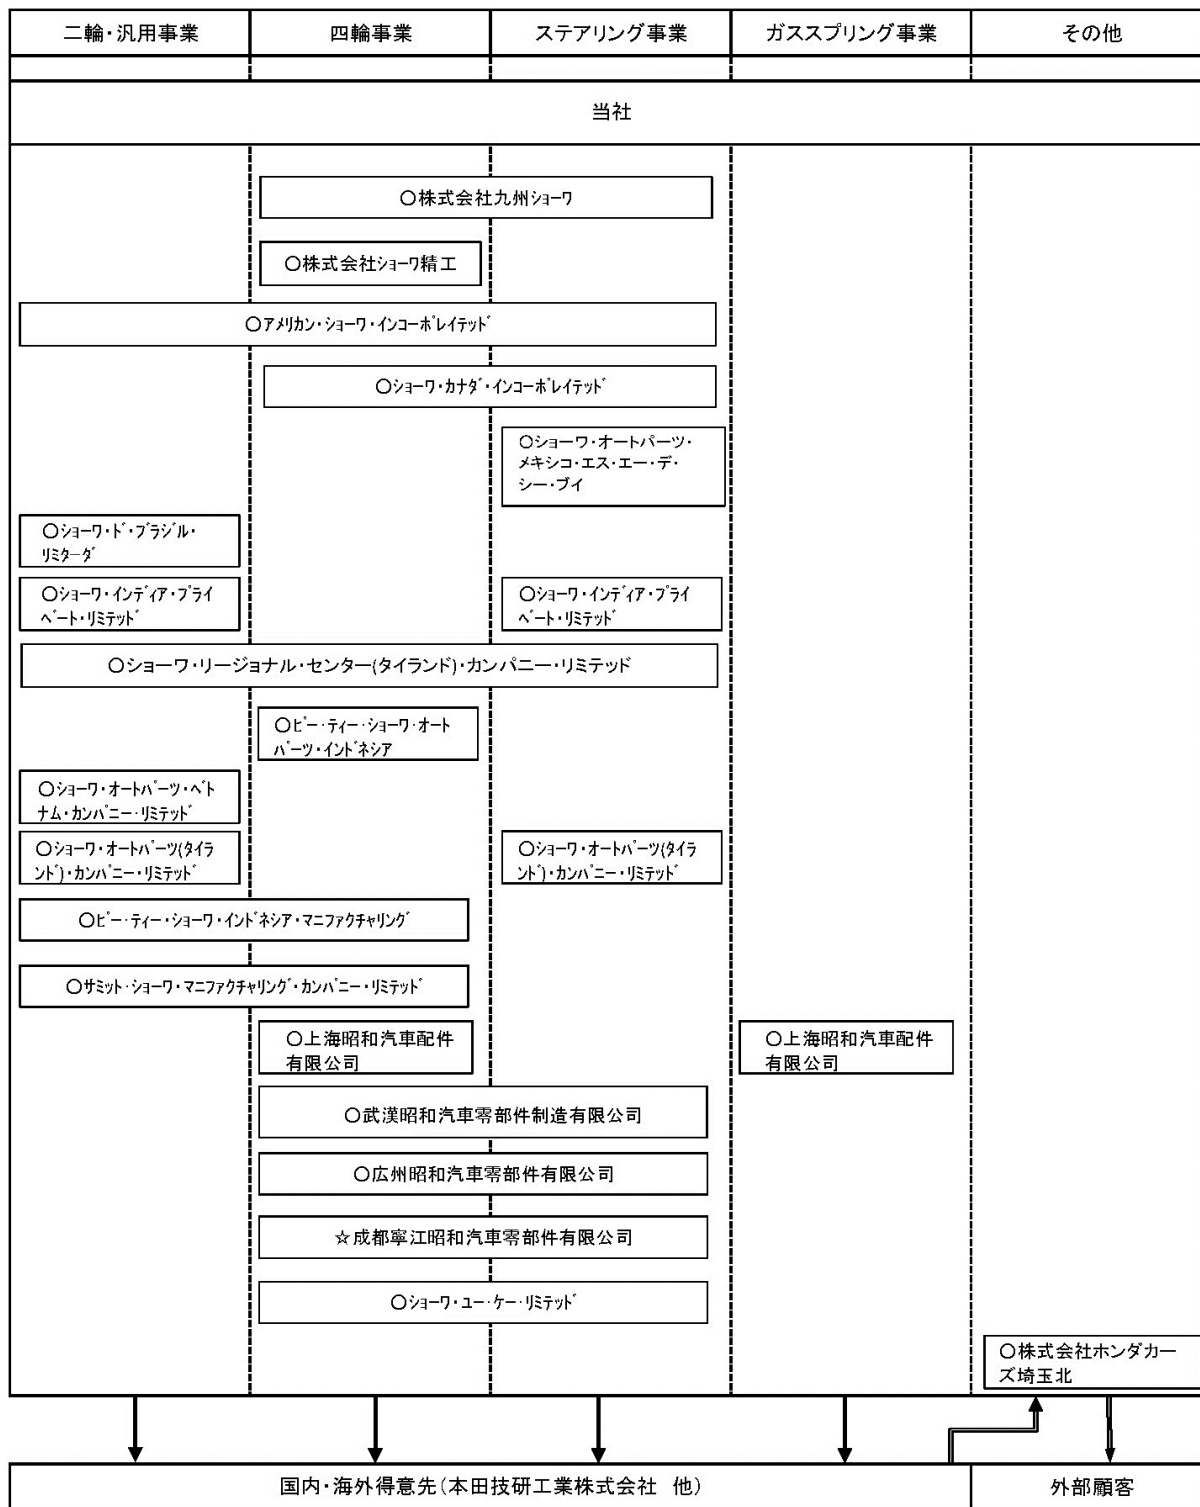 二輪・汎用事業
四輪事業
ステアリング事業
ガススプリング事業
その他
当社
〇株式会社九州ショーワ
〇株式会社ショーワ精工
〇アメリカン・ショーワ・インコーポレイテッド
〇ショーワ・カナダ・インコーポレイテッド
〇ショーワ・オートパーツ・
メキシコ・エス・エー・デ・
シー・ブイ
〇ショーワ・ド・ブラジル・
リミターダ
〇ショーワ・インディア・プライ
ベート・リミテッド
〇ショーワ・インディア・プライ
ベート・リミテッド
〇ショーワ・リージョナル・センター(タイランド)・カンパニー・リミテッド
〇ピー・ティー・ショーワ・オート
パーツ・インドネシア
〇ショーワ・オートパーツ・ベト
ナム・カンパニー・リミテッド
〇ショーワ・オートパーツ(タイラ
ンド)・カンパニー・リミテッド
〇ショーワ・オートパーツ(タイラ
ンド)・カンパニー・リミテッド
〇ピー・ティー・ショーワ・インドネシア・マニファクチャリング
〇サミット・ショーワ・マニファクチャリング・カンパニー・リミテッド
〇上海昭和汽車配件
有限公司
〇上海昭和汽車配件
有限公司
〇武漢昭和汽車零部件制造有限公司
〇広州昭和汽車零部件有限公司
☆成都寧江昭和汽車零部件有限公司
〇ショーワ・ユー・ケー・リミテッド
〇株式会社ホンダカー
ズ埼玉北
国内・海外得意先(本田技研工業株式会社 他)
外部顧客